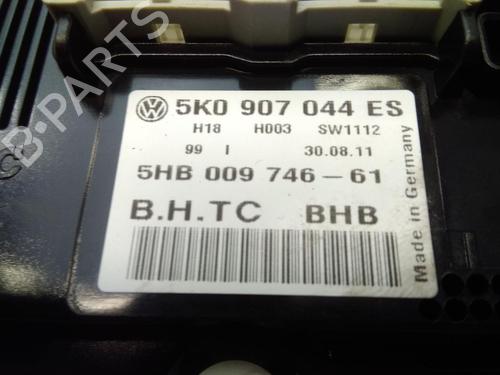 5K0 907 044 ES
H18 H003 SW1112
99 I 30.08.11
5HB 009 746-61
B.H.TC BHB
Made in Germany